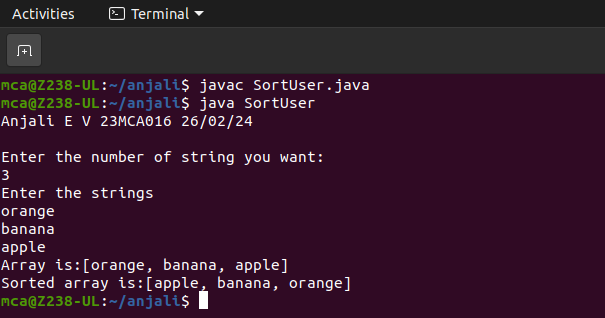 Activities Terminal
mca@Z238-UL:~/anjali$ javac SortUser.java
mca@Z238-UL:~/anjali$ java SortUser
Anjali E V 23MCA016 26/02/24
Enter the number of string you want:
3
Enter the strings
orange
banana
apple
Array is:[orange, banana, apple]
Sorted array is:[apple, banana, orange]
mca@Z238-UL:~/anjali$